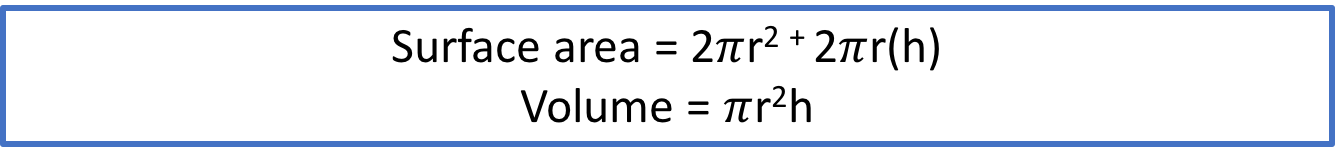 Surface area = 2𝜋r² ⁺ 2𝜋r(h)
Volume = 𝜋r²h